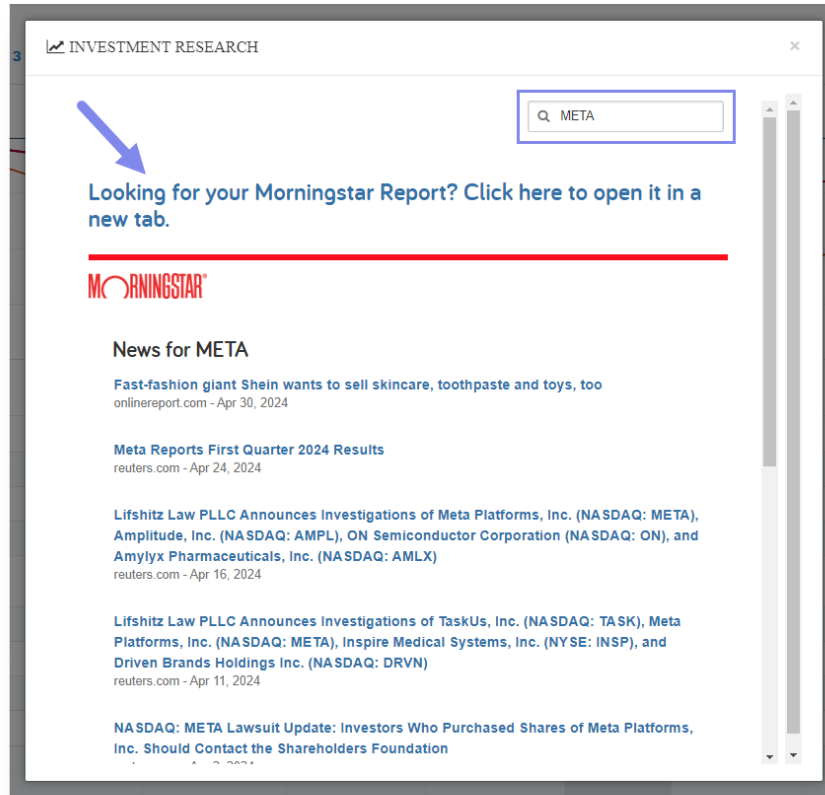 3
INVESTMENT RESEARCH
×
META
Looking for your Morningstar Report? Click here to open it in a
new tab.
MORNINGSTAR®
News for META
Fast-fashion giant Shein wants to sell skincare, toothpaste and toys, too
onlinereport.com - Apr 30, 2024
Meta Reports First Quarter 2024 Results
reuters.com - Apr 24, 2024
Lifshitz Law PLLC Announces Investigations of Meta Platforms, Inc. (NASDAQ: META),
Amplitude, Inc. (NASDAQ: AMPL), ON Semiconductor Corporation (NASDAQ: ON), and
Amylyx Pharmaceuticals, Inc. (NASDAQ: AMLX)
reuters.com - Apr 16, 2024
Lifshitz Law PLLC Announces Investigations of TaskUs, Inc. (NASDAQ: TASK), Meta
Platforms, Inc. (NASDAQ: META), Inspire Medical Systems, Inc. (NYSE: INSP), and
Driven Brands Holdings Inc. (NASDAQ: DRVN)
reuters.com - Apr 11, 2024
NASDAQ: META Lawsuit Update: Investors Who Purchased Shares of Meta Platforms,
Inc. Should Contact the Shareholders Foundation